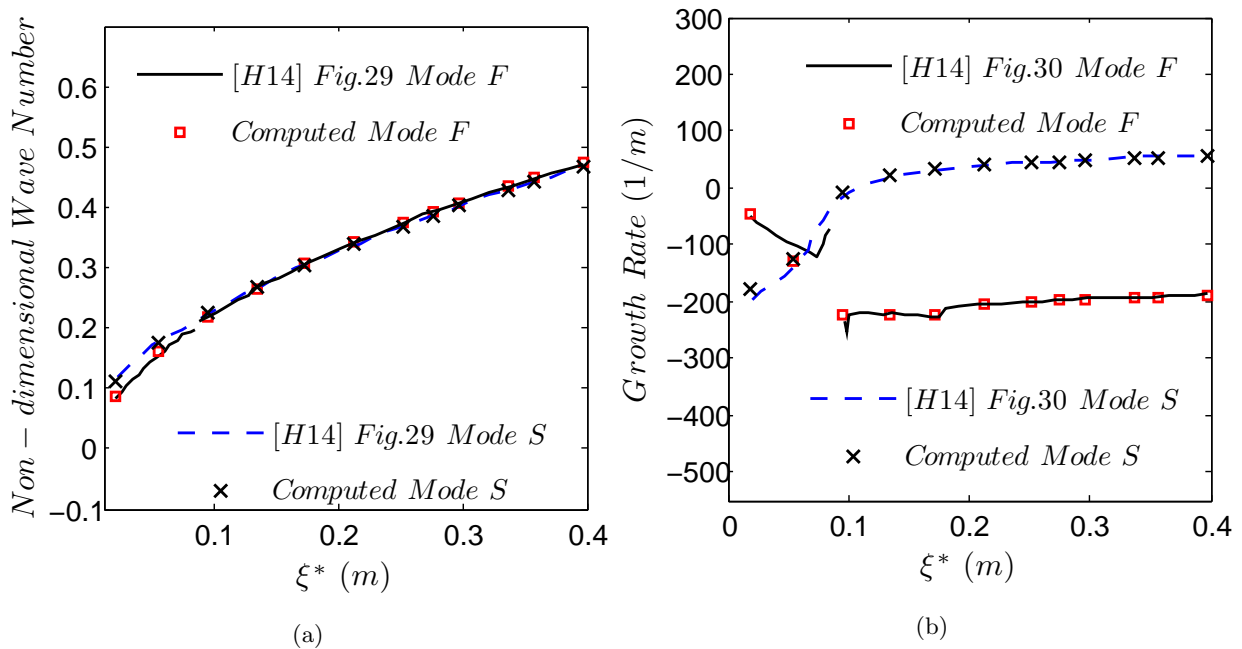 Non − dimensional Wave Number
0.6
0.5
0.4
0.3
0.2
0.1
0
−0.1
[H14] Fig.29 Mode F
Computed Mode F
[H14] Fig.29 Mode S
Computed Mode S
0.1 0.2 0.3 0.4
ξ* (m)
(a)
Growth Rate (1/m)
300
200
100
0
−100
−200
−300
−400
−500
[H14] Fig.30 Mode F
Computed Mode F
[H14] Fig.30 Mode S
Computed Mode S
0 0.1 0.2 0.3 0.4
ξ* (m)
(b)